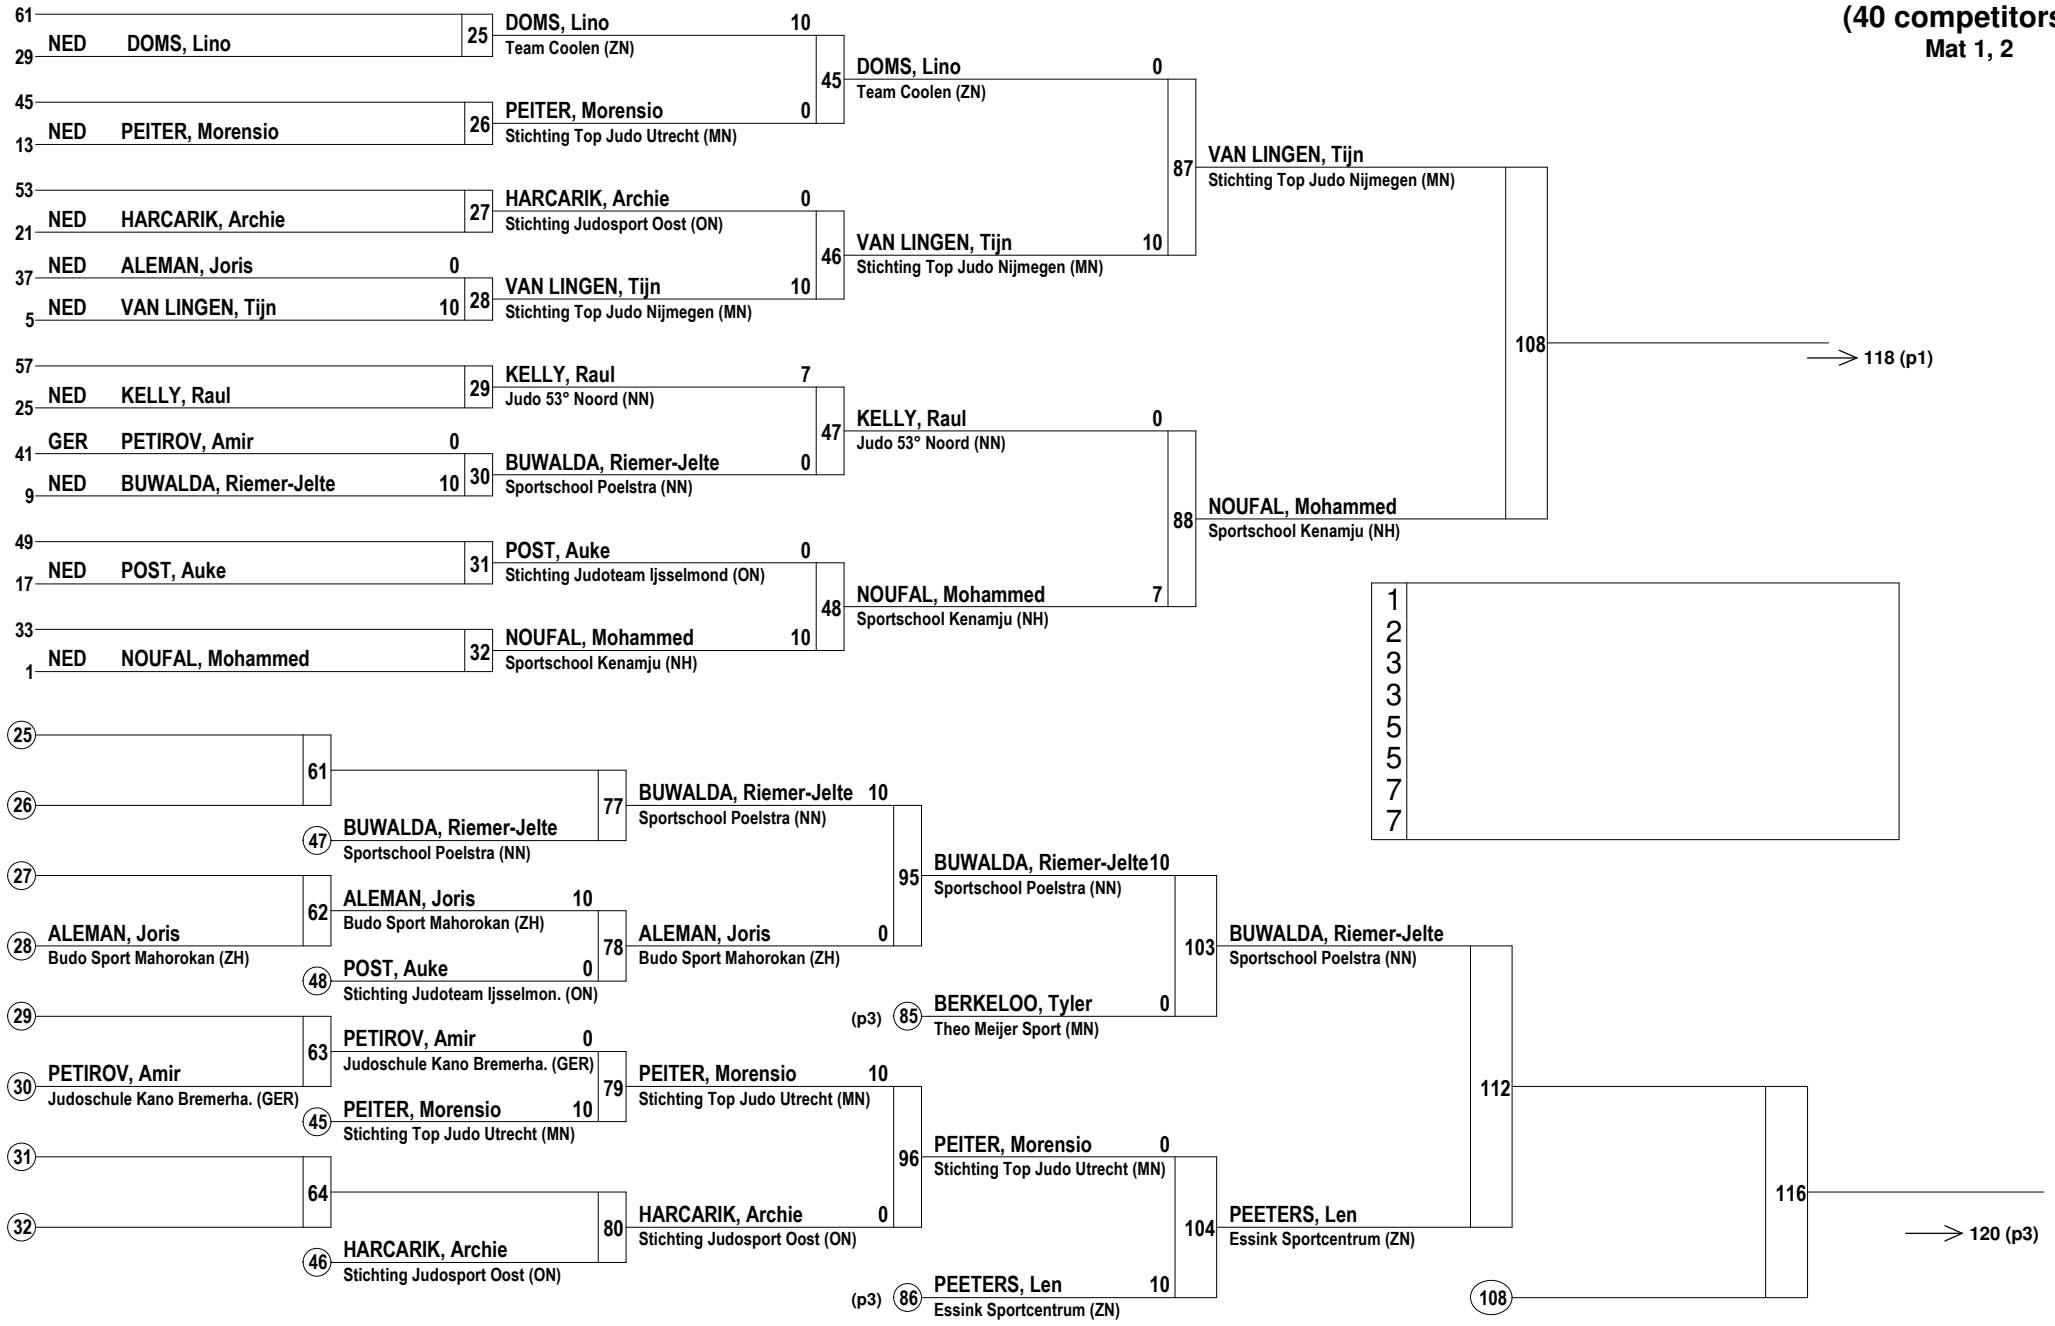 (40 competitors
Mat 1, 2
61
NED DOMS, Lino
29
25
DOMS, Lino 10
Team Coolen (ZN)
45
NED PEITER, Morensio
13
26
PEITER, Morensio 0
Stichting Top Judo Utrecht (MN)
45
DOMS, Lino 0
Team Coolen (ZN)
53
NED HARCARIK, Archie
21
27
HARCARIK, Archie 0
Stichting Judosport Oost (ON)
NED ALEMAN, Joris 0
37
NED VAN LINGEN, Tijn 10
5
28
VAN LINGEN, Tijn 10
Stichting Top Judo Nijmegen (MN)
46
VAN LINGEN, Tijn 10
Stichting Top Judo Nijmegen (MN)
87
VAN LINGEN, Tijn
Stichting Top Judo Nijmegen (MN)
57
NED KELLY, Raul
25
29
KELLY, Raul 7
Judo 53° Noord (NN)
GER PETIROV, Amir 0
41
NED BUWALDA, Riemer-Jelte 10
9
30
BUWALDA, Riemer-Jelte 0
Sportschool Poelstra (NN)
47
KELLY, Raul 0
Judo 53° Noord (NN)
49
NED POST, Auke
17
31
POST, Auke 0
Stichting Judoteam Ijsselmond (ON)
33
NED NOUFAL, Mohammed
1
32
NOUFAL, Mohammed 10
Sportschool Kenamju (NH)
48
NOUFAL, Mohammed 7
Sportschool Kenamju (NH)
88
NOUFAL, Mohammed
Sportschool Kenamju (NH)
108
118 (p1)
1
2
3
3
5
5
7
7
25
26
61
47
BUWALDA, Riemer-Jelte
Sportschool Poelstra (NN)
77
BUWALDA, Riemer-Jelte 10
Sportschool Poelstra (NN)
27
28
ALEMAN, Joris
Budo Sport Mahorokan (ZH)
62
ALEMAN, Joris 10
Budo Sport Mahorokan (ZH)
48
POST, Auke 0
Stichting Judoteam Ijsselmon. (ON)
78
ALEMAN, Joris 0
Budo Sport Mahorokan (ZH)
95
BUWALDA, Riemer-Jelte 10
Sportschool Poelstra (NN)
(p3) 85
BERKELOO, Tyler 0
Theo Meijer Sport (MN)
103
BUWALDA, Riemer-Jelte
Sportschool Poelstra (NN)
29
30
PETIROV, Amir
Judoschule Kano Bremerha. (GER)
63
PETIROV, Amir 0
Judoschule Kano Bremerha. (GER)
45
PEITER, Morensio 10
Stichting Top Judo Utrecht (MN)
79
PEITER, Morensio 10
Stichting Top Judo Utrecht (MN)
31
32
64
46
HARCARIK, Archie
Stichting Judosport Oost (ON)
80
HARCARIK, Archie 0
Stichting Judosport Oost (ON)
96
PEITER, Morensio 0
Stichting Top Judo Utrecht (MN)
(p3) 86
PEETERS, Len 10
Essink Sportcentrum (ZN)
104
PEETERS, Len
Essink Sportcentrum (ZN)
112
108
116
120 (p3)